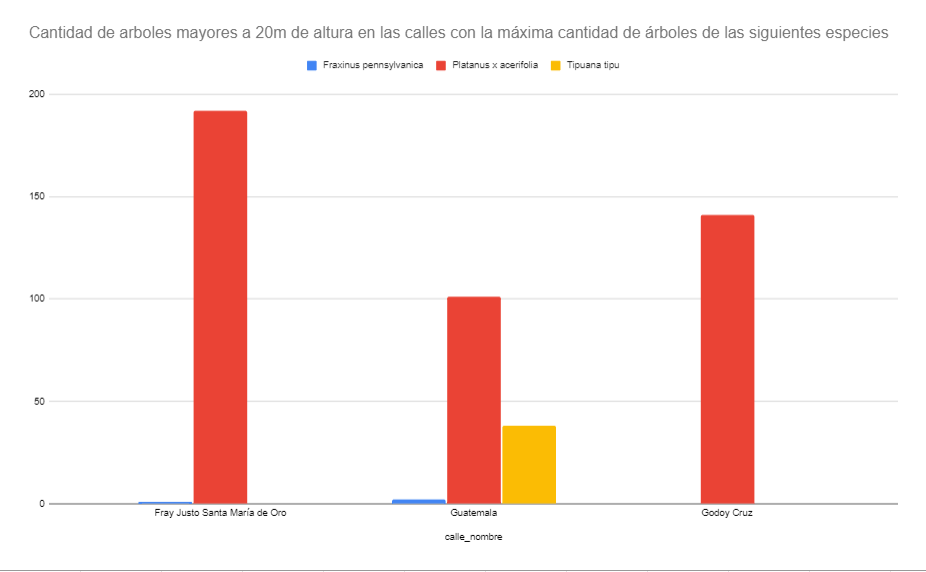 Cantidad de arboles mayores a 20m de altura en las calles con la máxima cantidad de árboles de las siguientes especies
Fraxinus pennsylvanica Platanus x acerifolia Tipuana tipu
200
150
100
50
0
Fray Justo Santa María de Oro Guatemala Godoy Cruz
calle_nombre